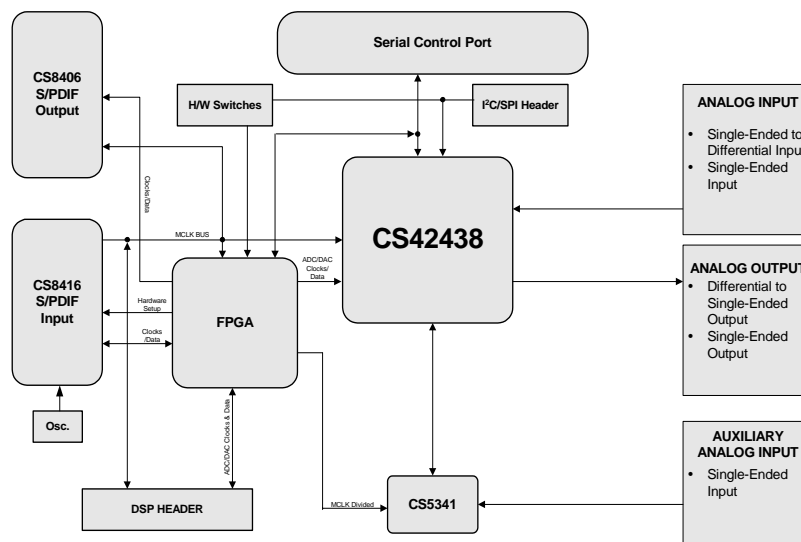 Serial Control Port
CS8406
S/PDIF
Output
H/W Switches
I²C/SPI Header
ANALOG INPUT
• Single-Ended to
Differential Inpu
• Single-Ended
Input
Clocks/Data
CS42438
MCLK BUS
CS8416
S/PDIF
Input
ADC/DAC
Clocks/
Data
ANALOG OUTPUT
• Differential to
Single-Ended
Output
• Single-Ended
Output
Hardware
Setup
FPGA
Clocks
/Data
Osc.
ADC/DAC Clocks & Data
AUXILIARY
ANALOG INPUT
• Single-Ended
Input
DSP HEADER
MCLK Divided
CS5341